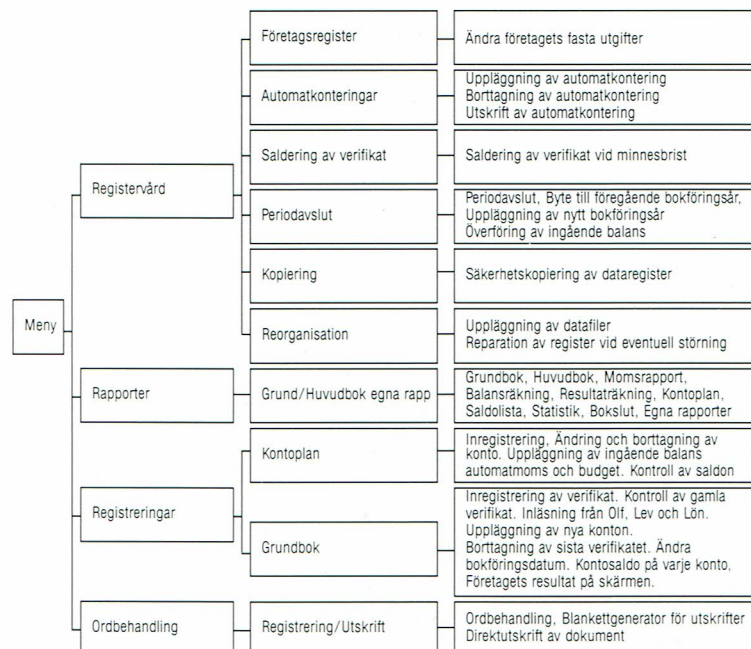 Företagsregister
Ändra företagets fasta utgifter
Automatkonteringar
Uppläggning av automatkontering
Borttagning av automatkontering
Utskrift av automatkontering
Saldering av verifikat
Saldering av verifikat vid minnesbrist
Registervård
Periodavslut
Periodavslut, Byte till föregående bokföringsår,
Uppläggning av nytt bokföringsår
Överföring av ingående balans
Kopiering
Säkerhetskopiering av dataregister
Meny
Reorganisation
Uppläggning av datafiler
Reparation av register vid eventuell störning
Rapporter
Grund/Huvudbok egna rapp
Grundbok, Huvudbok, Momsrapport,
Balansräkning, Resultaträkning, Kontoplan,
Saldolista, Statistik, Bokslut, Egna rapporter
Kontoplan
Inregistrering, Ändring och borttagning av
konto. Uppläggning av ingående balans
automatmoms och budget. Kontroll av saldon
Registreringar
Grundbok
Inregistrering av verifikat. Kontroll av gamla
verifikat. Inläsning från Olf, Lev och Lön.
Uppläggning av nya konton.
Borttagning av sista verifikatet. Ändra
bokföringsdatum. Kontosaldo på varje konto,
Företagets resultat på skärmen.
Ordbehandling
Registrering/Utskrift
Ordbehandling, Blankettgenerator för utskrifter
Direktutskrift av dokument